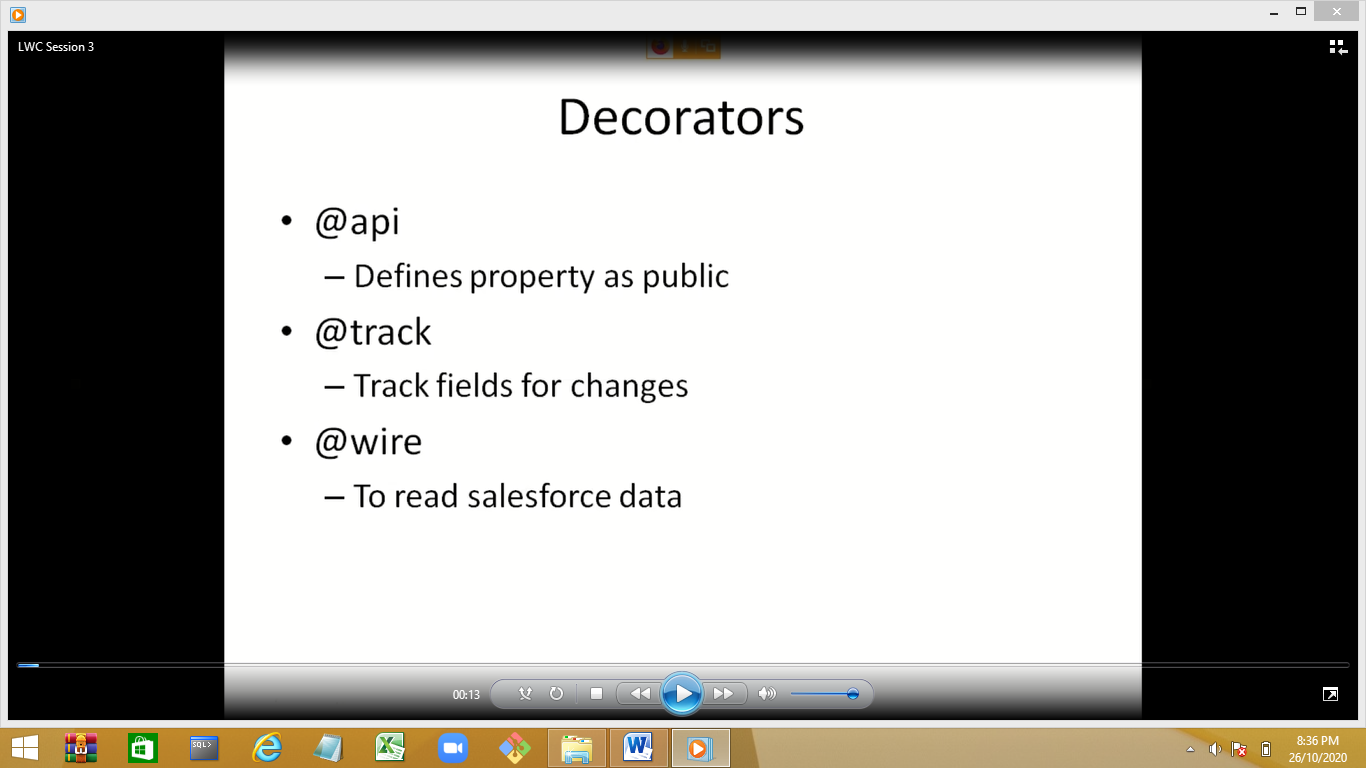 LWC Session 3
Decorators
• @api
– Defines property as public
• @track
– Track fields for changes
• @wire
– To read salesforce data
00:13
SQL>
8:36 PM
26/10/2020